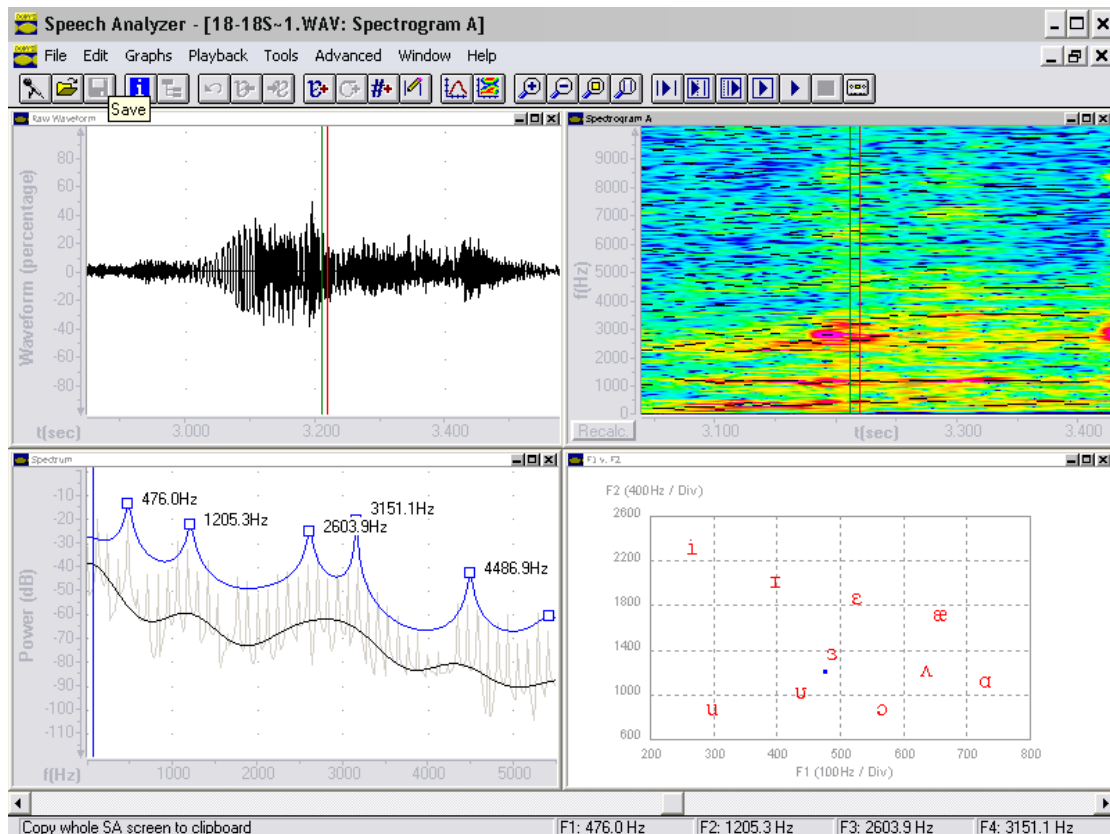 Speech Analyzer - [18-18S~1.WAV: Spectrogram A]
File Edit Graphs Playback Tools Advanced Window Help
Save
Raw Waveform
Waveform (percentage)
80
60
40
20
0
-20
-40
-60
-80
t(sec) 3.000 3.200 3.400
Spectrogram A
f(Hz)
9000
8000
7000
6000
5000
4000
3000
2000
1000
0
Recalc. 3.100 t(sec) 3.300 3.400
Spectrum
Power (dB)
-10
-20
-30
-40
-50
-60
-70
-80
-90
-100
-110
476.0Hz
1205.3Hz
2603.9Hz
3151.1Hz
4486.9Hz
f(Hz) 1000 2000 3000 4000 5000
F1 v. F2
F2 (400Hz / Div)
2600
2200
1800
1400
1000
600
i
ɪ
ɛ
æ
ɜ
ʌ
ɑ
ʊ
u
ɔ
200 300 400 500 600 700 800
F1 (100Hz / Div)
Copy whole SA screen to clipboard F1: 476.0 Hz F2: 1205.3 Hz F3: 2603.9 Hz F4: 3151.1 Hz